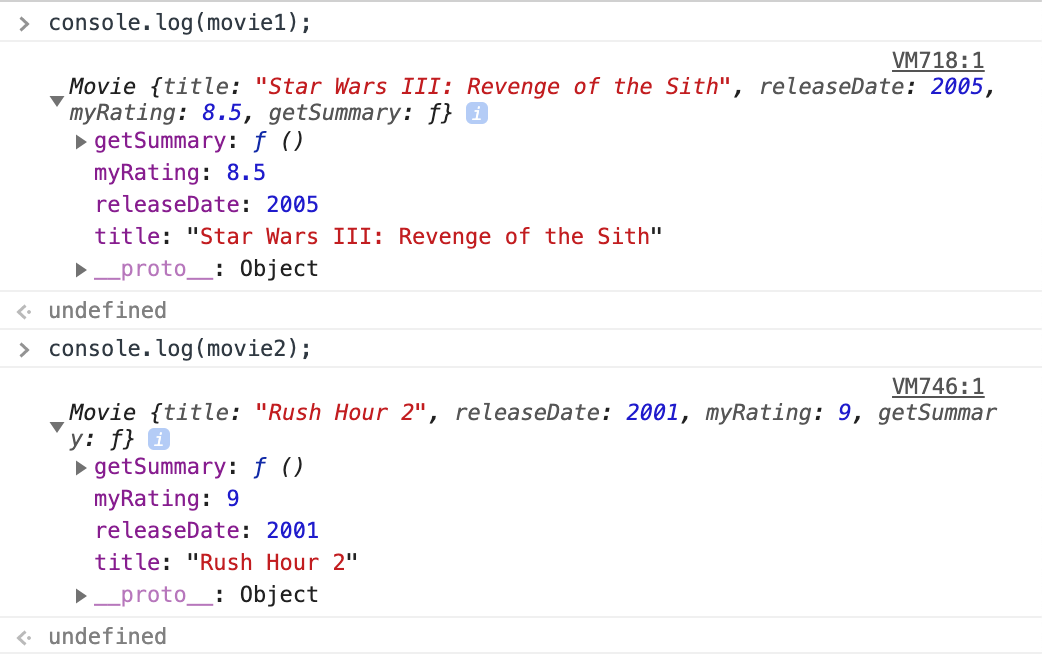 console.log(movie1);
VM718:1
Movie {title: "Star Wars III: Revenge of the Sith", releaseDate: 2005,
myRating: 8.5, getSummary: ƒ} i
getSummary: ƒ ()
myRating: 8.5
releaseDate: 2005
title: "Star Wars III: Revenge of the Sith"
__proto__: Object
undefined
console.log(movie2);
VM746:1
Movie {title: "Rush Hour 2", releaseDate: 2001, myRating: 9, getSummar
y: ƒ} i
getSummary: ƒ ()
myRating: 9
releaseDate: 2001
title: "Rush Hour 2"
__proto__: Object
undefined